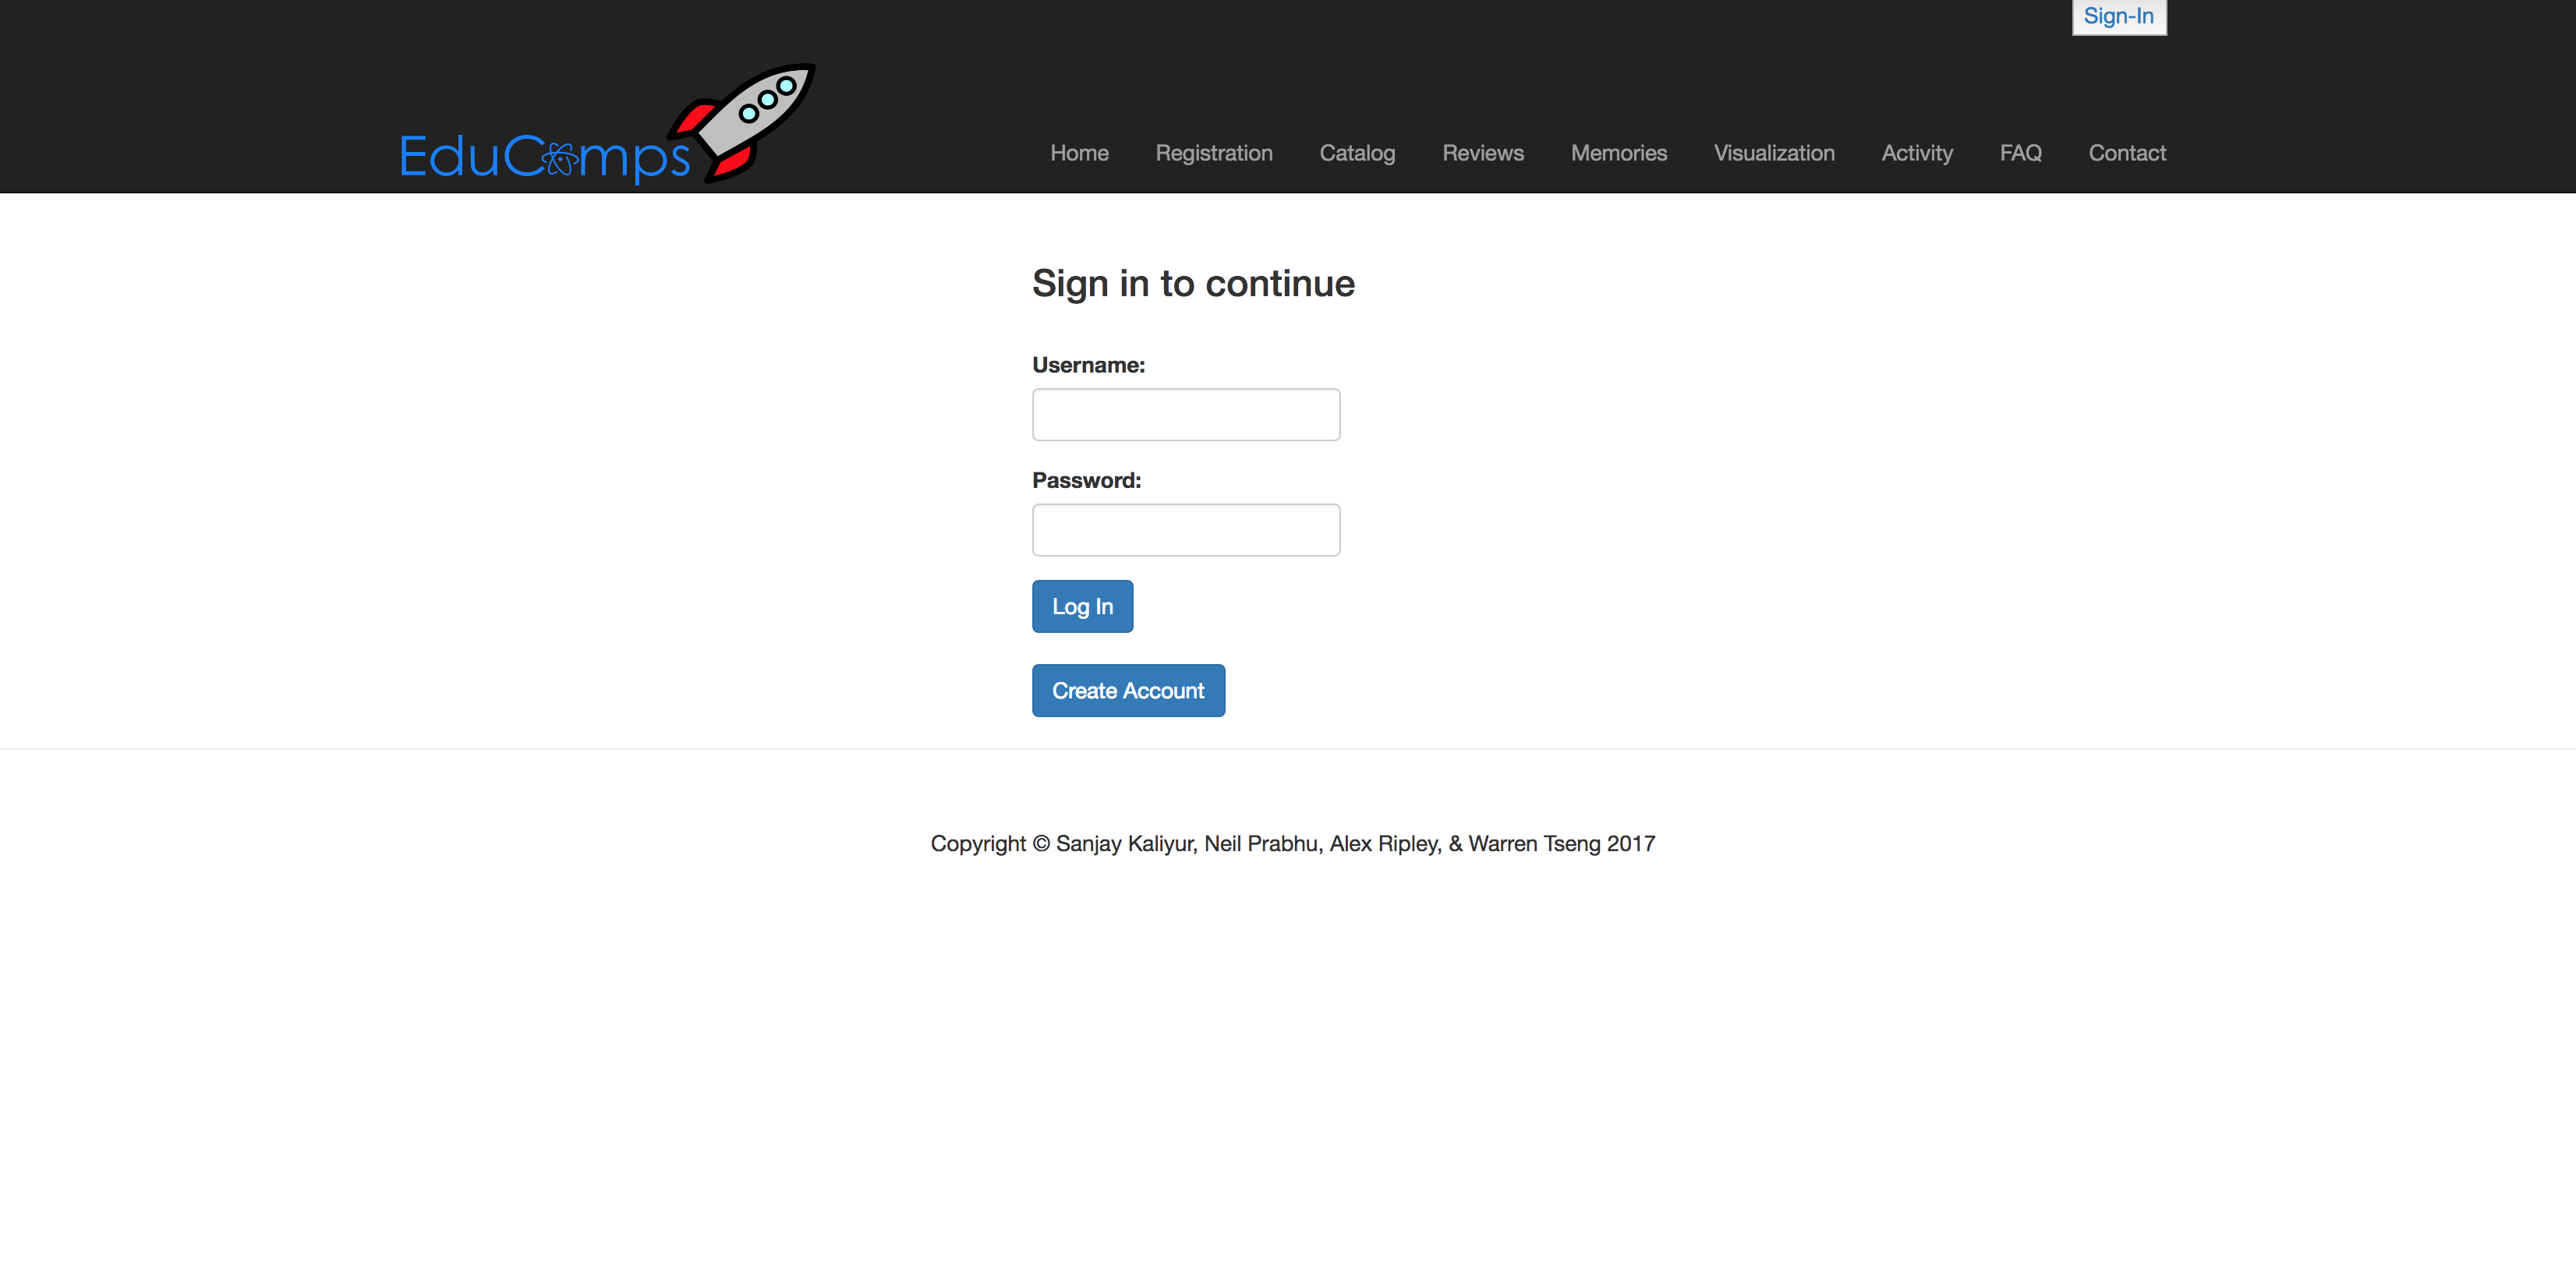 Sign-In
EduComps
Home Registration Catalog Reviews Memories Visualization Activity FAQ Contact
Sign in to continue
Username:
Password:
Log In
Create Account
Copyright © Sanjay Kaliyur, Neil Prabhu, Alex Ripley, & Warren Tseng 2017